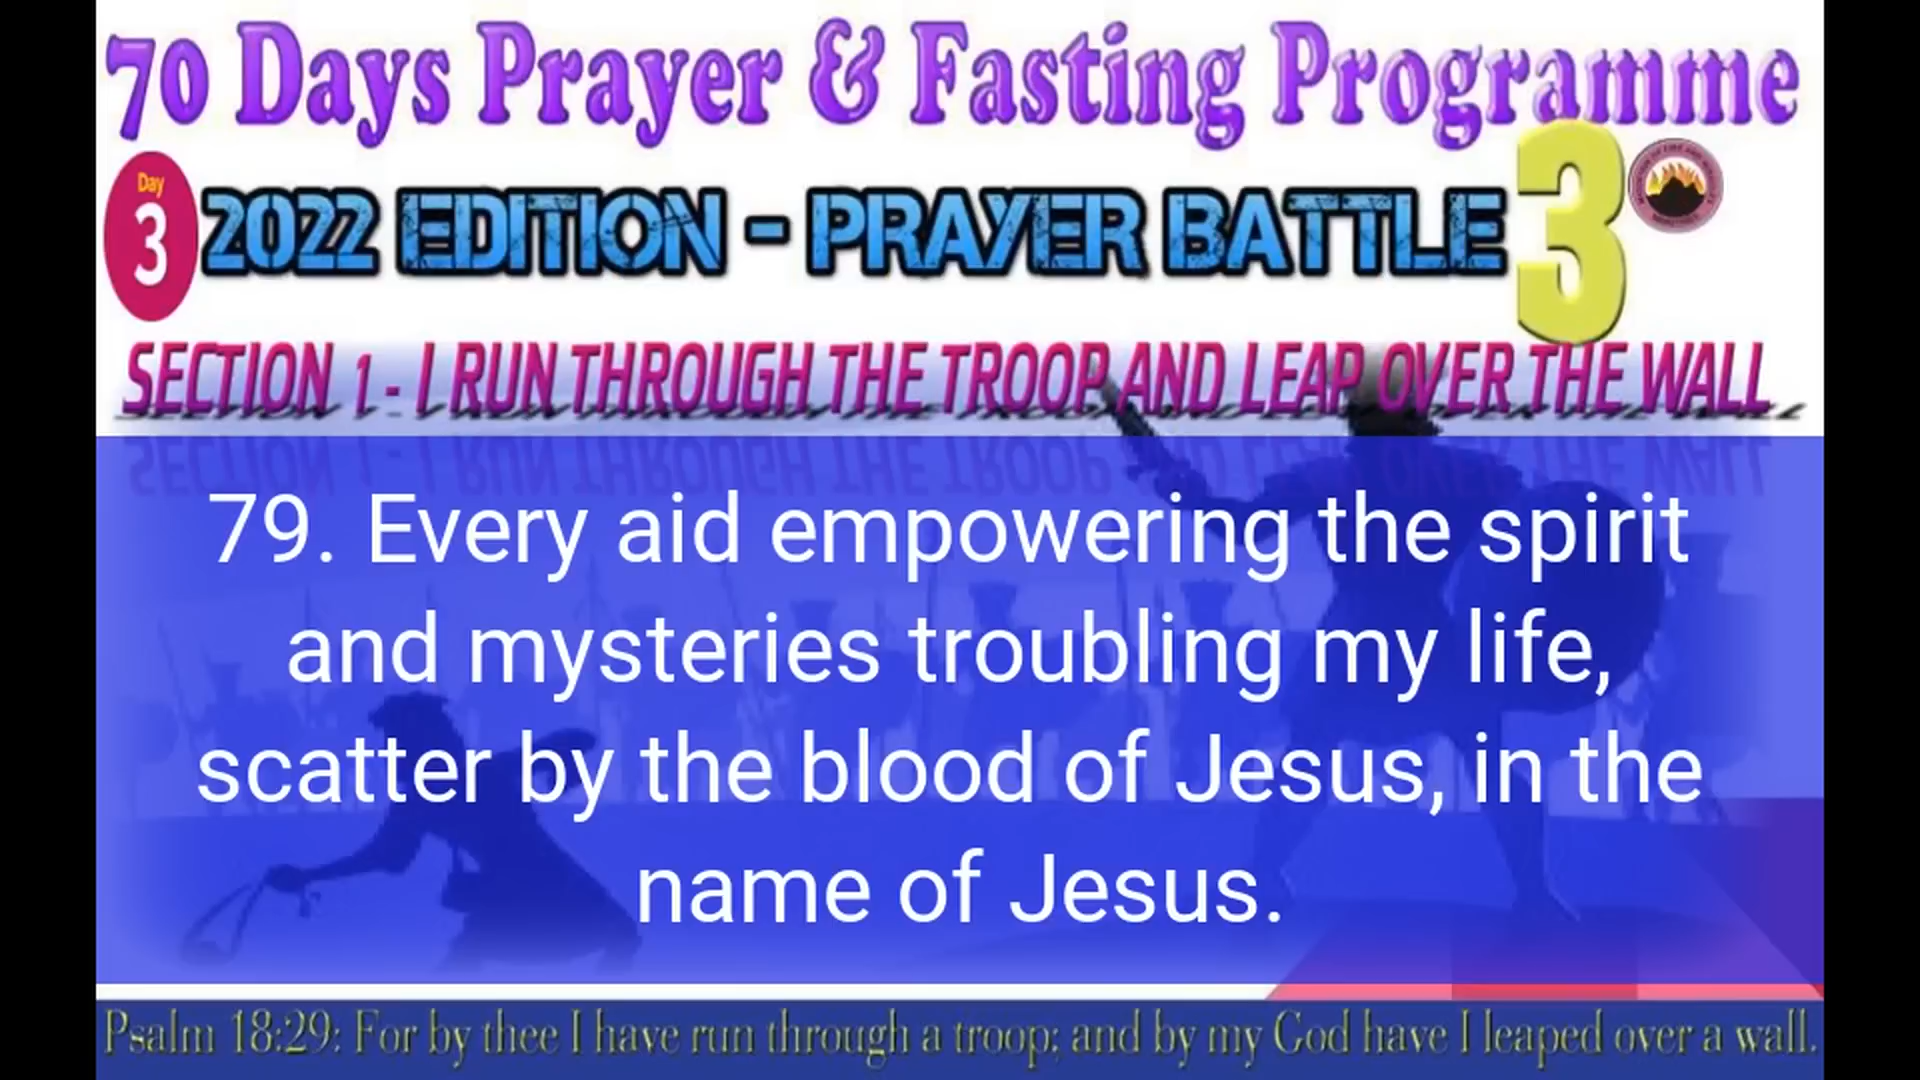 70 Days Prayer & Fasting Programme
Day
3
2022 EDITION - PRAYER BATTLE
3
SECTION 1 - I RUN THROUGH THE TROOP AND LEAP OVER THE WALL
79. Every aid empowering the spirit
and mysteries troubling my life,
scatter by the blood of Jesus, in the
name of Jesus.
Psalm 18:29: For by thee I have run through a troop; and by my God have I leaped over a wall.